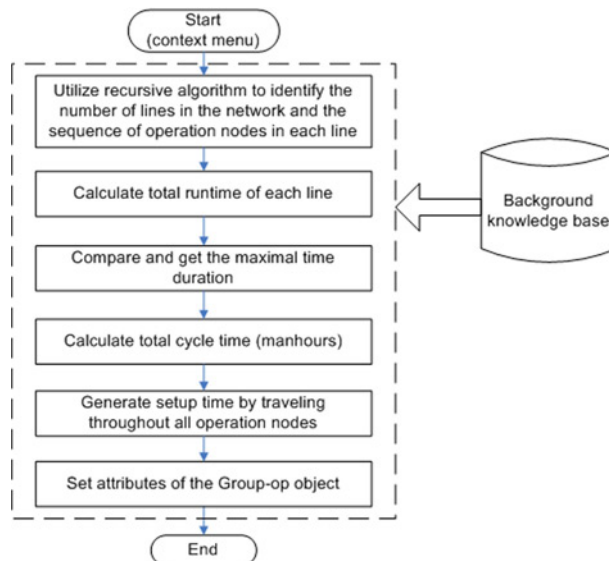 Start
(context menu)
Utilize recursive algorithm to identify the
number of lines in the network and the
sequence of operation nodes in each line
Calculate total runtime of each line
Compare and get the maximal time
duration
Calculate total cycle time (manhours)
Generate setup time by traveling
throughout all operation nodes
Set attributes of the Group-op object
End
Background
knowledge base